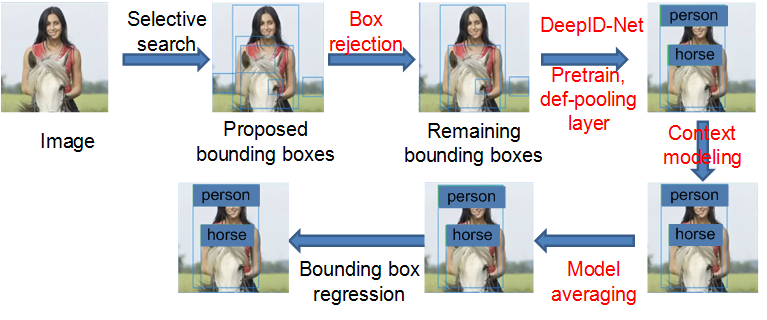 Selective
search
Box
rejection
DeepID-Net
Pretrain,
def-pooling
layer
person
horse
Image
Proposed
bounding boxes
Remaining
bounding boxes
Context
modeling
person
horse
person
horse
person
horse
Bounding box
regression
Model
averaging